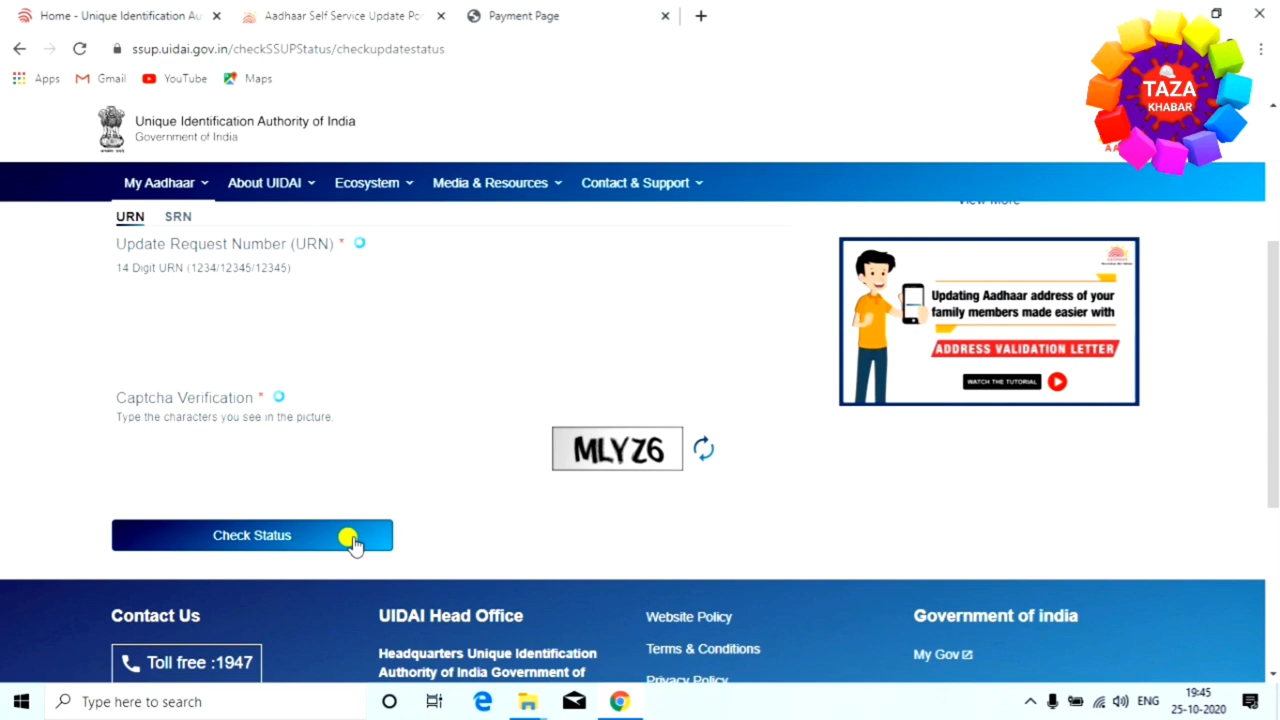 Home - Unique Identification Au
Aadhaar Self Service Update Po
Payment Page
ssup.uidai.gov.in/checkSSUPStatus/checkupdatestatus
Apps
Gmail
YouTube
Maps
TAZA
KHABAR
Unique Identification Authority of India
Government of India
My Aadhaar
About UIDAI
Ecosystem
Media & Resources
Contact & Support
View More
URN
SRN
Update Request Number (URN) *
14 Digit URN (1234/12345/12345)
Updating Aadhaar address of your
family members made easier with
ADDRESS VALIDATION LETTER
WATCH THE TUTORIAL
Captcha Verification *
Type the characters you see in the picture.
MLYZ6
Check Status
Contact Us
Toll free :1947
UIDAI Head Office
Headquarters Unique Identification
Authority of India Government of
Website Policy
Terms & Conditions
Privacy Policy
Government of india
My Gov
Type here to search
ENG
19:45
25-10-2020